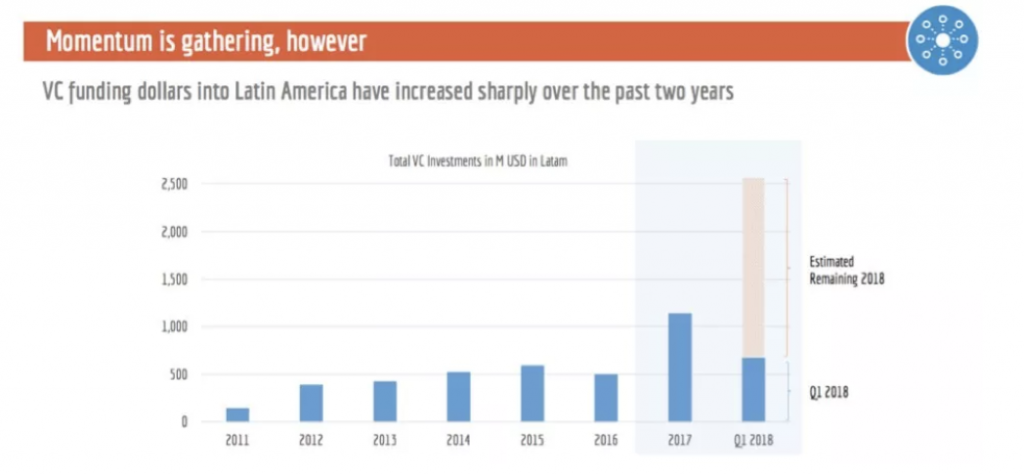 Momentum is gathering, however
VC funding dollars into Latin America have increased sharply over the past two years
Total VC Investments in M USD in Latam
2,500
2,000
1,500
1,000
500
0
Estimated
Remaining 2018
Q1 2018
2011
2012
2013
2014
2015
2016
2017
Q1 2018